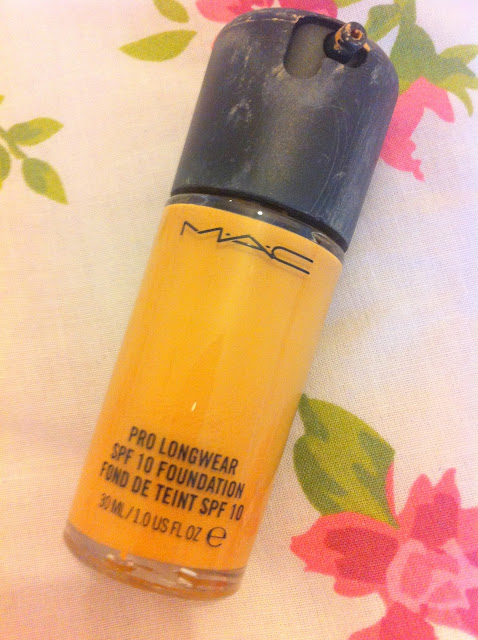 M·A·C
PRO LONGWEAR
SPF 10 FOUNDATION
FOND DE TEINT SPF 10
30 ML / 1.0 US FL OZ ℮